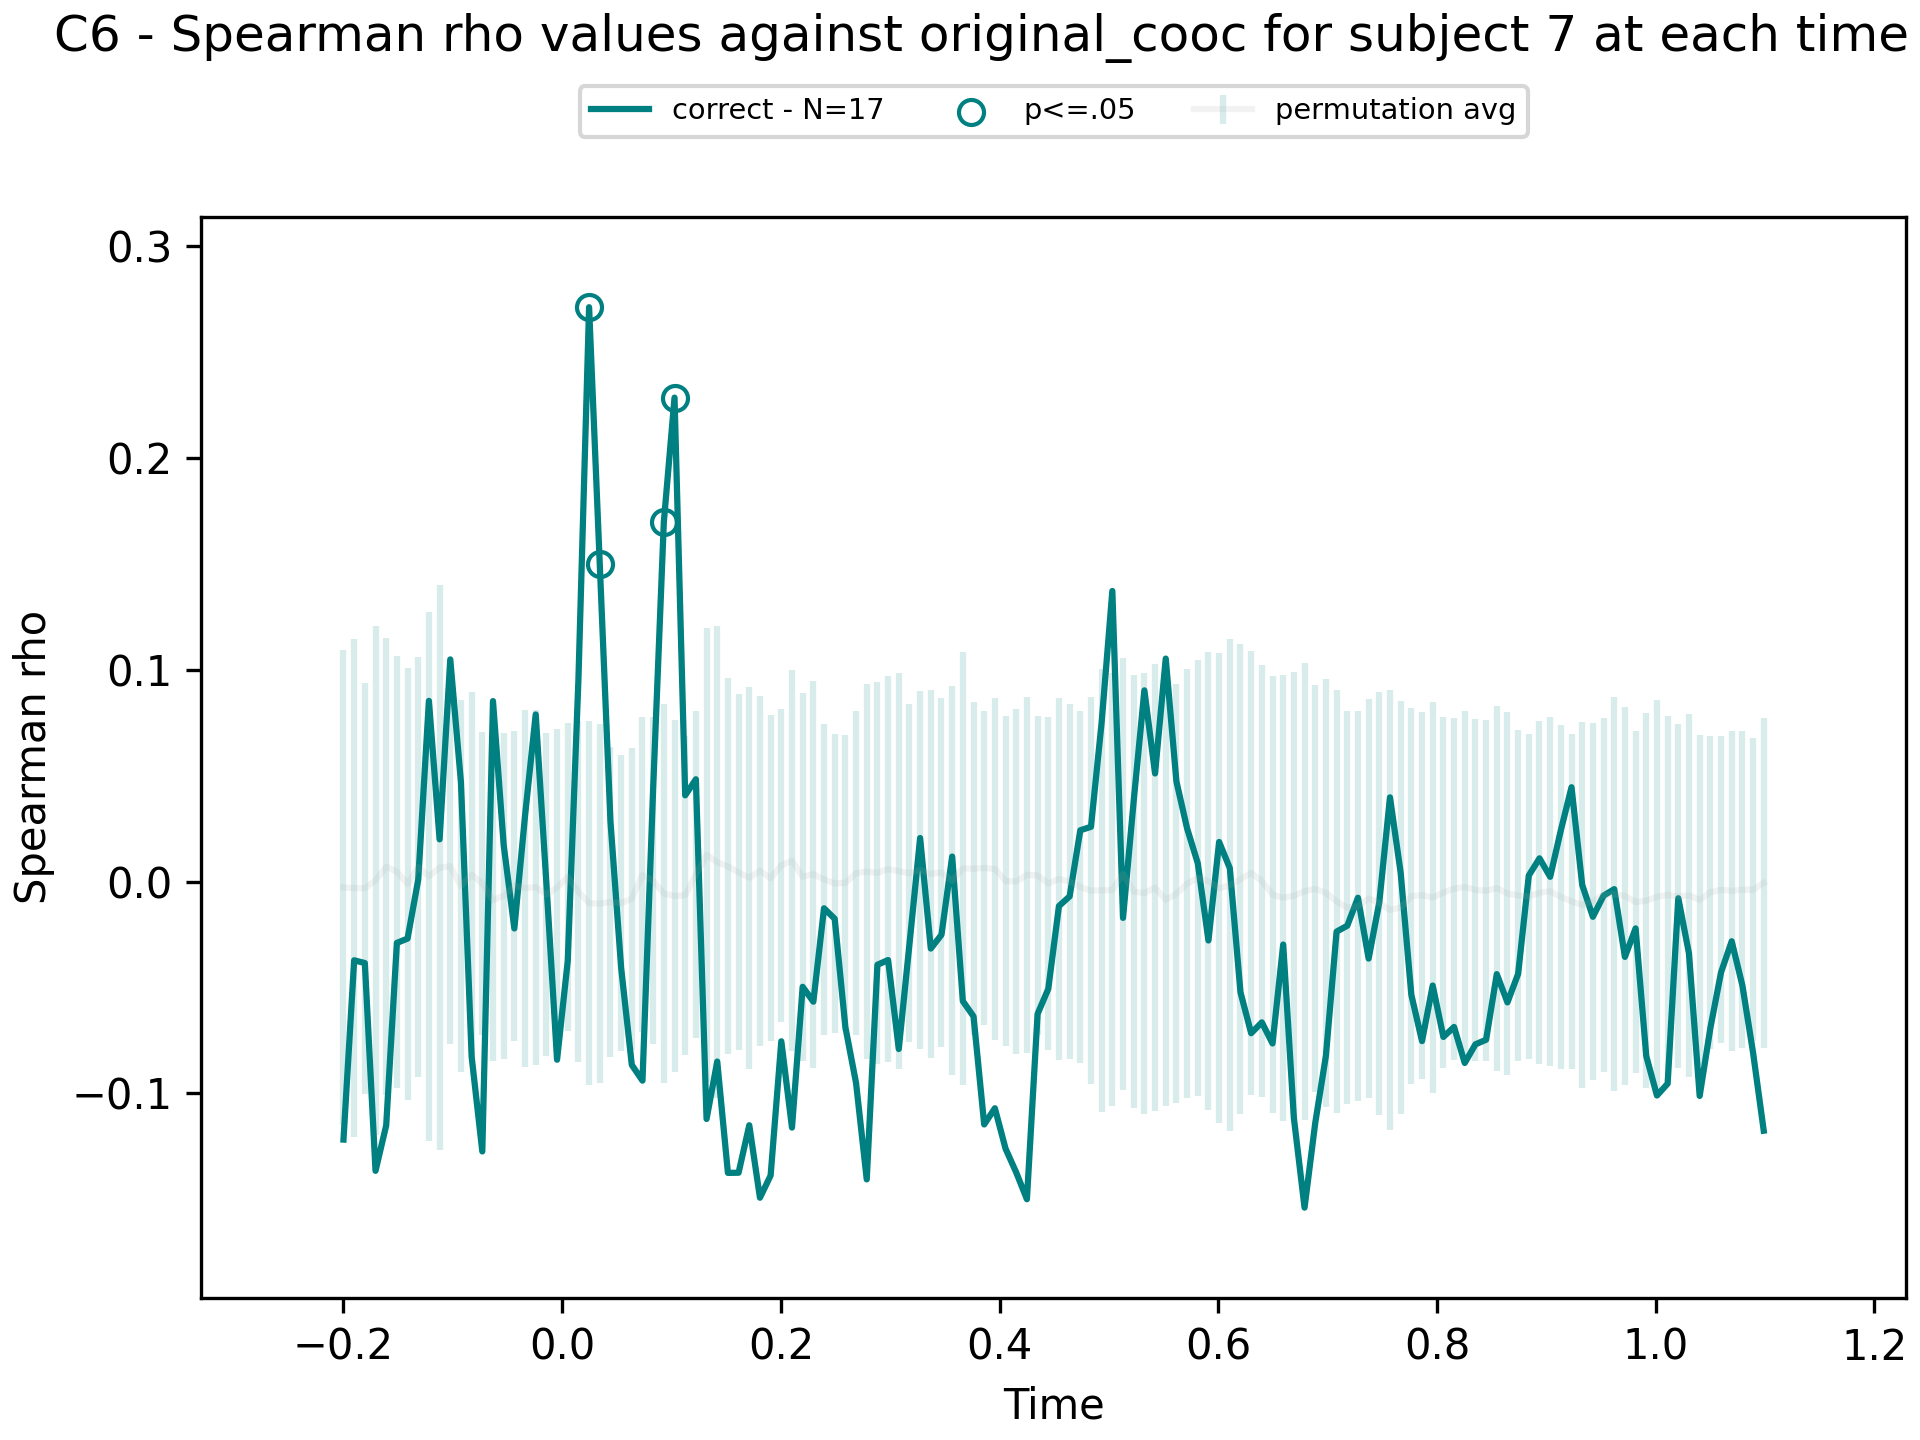 C6 - Spearman rho values against original_cooc for subject 7 at each time
correct - N=17 p<=.05 permutation avg
0.3
0.2
0.1
0.0
−0.1
Spearman rho
−0.2 0.0 0.2 0.4 0.6 0.8 1.0 1.2
Time